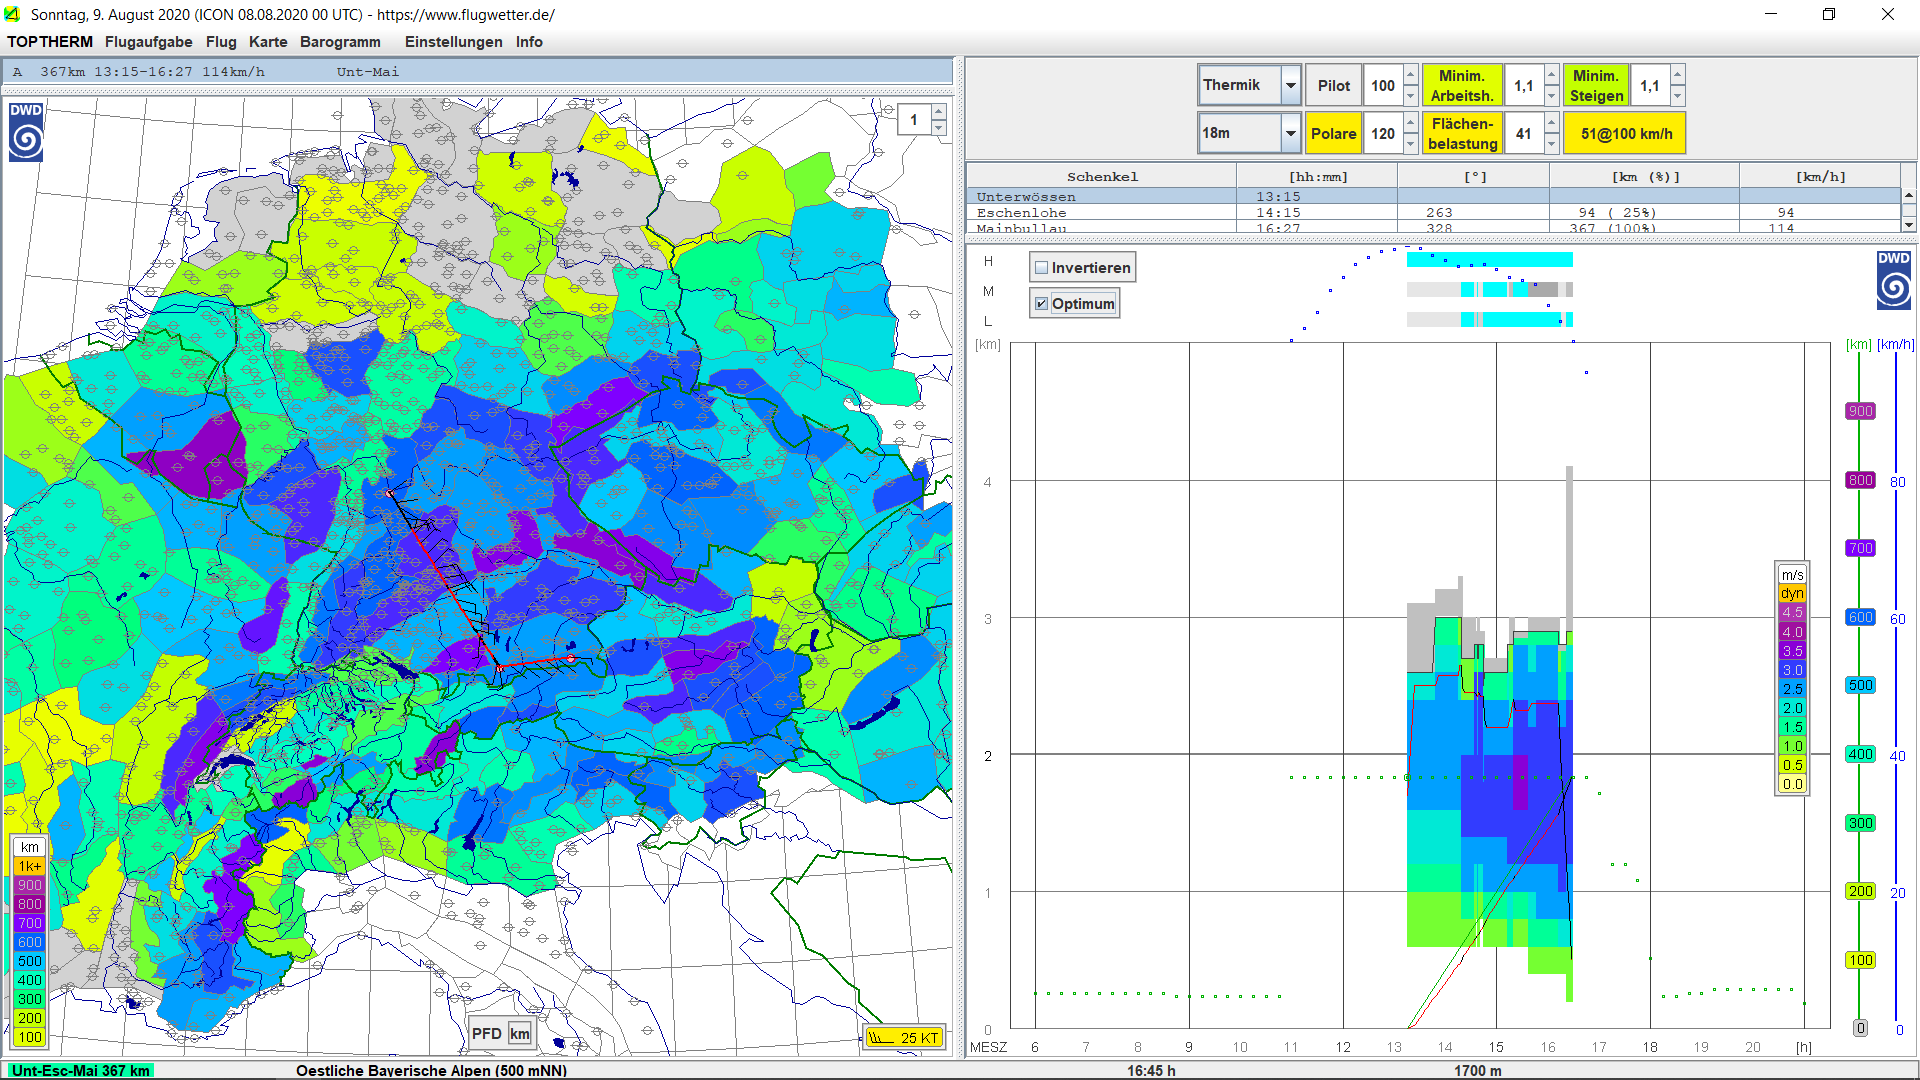 Sonntag, 9. August 2020 (ICON 08.08.2020 00 UTC) - https://www.flugwetter.de/
TOPTHERM Flugaufgabe Flug Karte Barogramm Einstellungen Info
A 367km 13:15-16:27 114km/h Unt-Mai
DWD
1
km
1k+
900
800
700
600
500
400
300
200
100
PFD km
25 KT
Thermik Pilot 100 Minim. Arbeitsh. 1,1 Minim. Steigen 1,1
18m Polare 120 Flächen-belastung 41 51@100 km/h
Schenkel [hh:mm] [°] [km (%)] [km/h]
Unterwössen 13:15
Eschenlohe 14:15 263 94 ( 25%) 94
Mainbullau 16:27 328 367 (100%) 114
H
M
L
Invertieren
Optimum
DWD
[km]
4
3
2
1
0
[km] [km/h]
900
800 80
700
600 60
500
400 40
300
200 20
100
0 0
m/s
dyn
4.5
4.0
3.5
3.0
2.5
2.0
1.5
1.0
0.5
0.0
MESZ 6 7 8 9 10 11 12 13 14 15 16 17 18 19 20 [h]
Unt-Esc-Mai 367 km Oestliche Bayerische Alpen (500 mNN) 16:45 h 1700 m